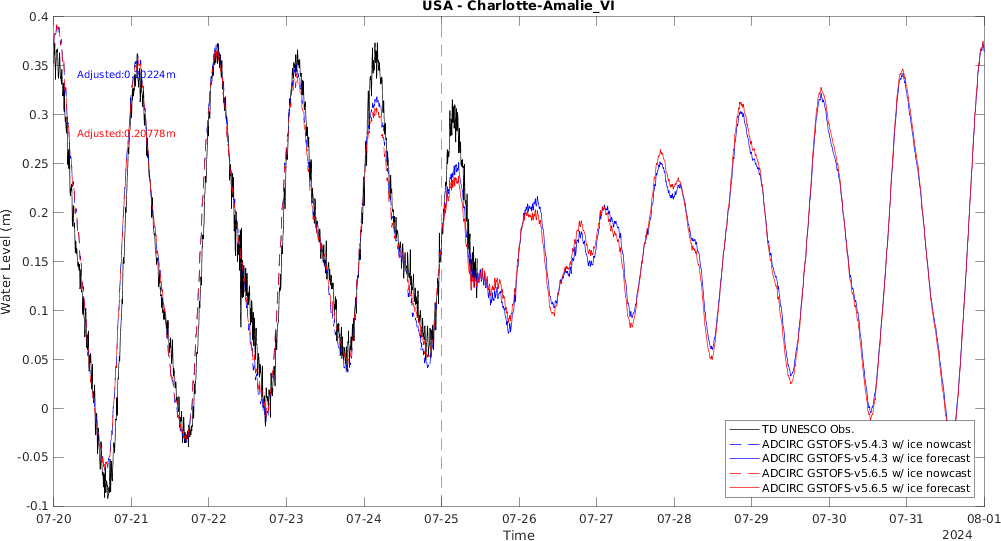 USA - Charlotte-Amalie_VI
0.4
0.35
0.3
0.25
0.2
0.15
0.1
0.05
0
-0.05
-0.1
Water Level (m)
Adjusted:0.20224m
Adjusted:0.20778m
TD UNESCO Obs.
ADCIRC GSTOFS-v5.4.3 w/ ice nowcast
ADCIRC GSTOFS-v5.4.3 w/ ice forecast
ADCIRC GSTOFS-v5.6.5 w/ ice nowcast
ADCIRC GSTOFS-v5.6.5 w/ ice forecast
07-20 07-21 07-22 07-23 07-24 07-25 07-26 07-27 07-28 07-29 07-30 07-31 08-01
Time
2024